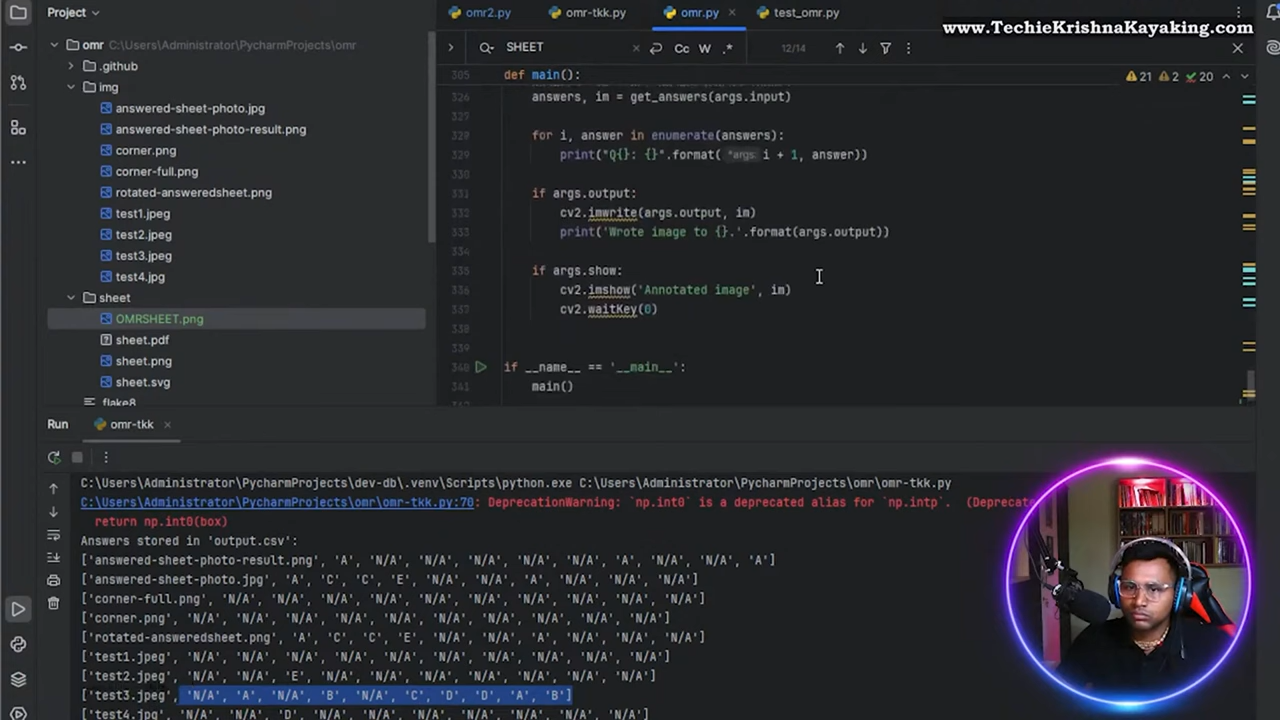 Project
omr2.py
omr-tkk.py
omr.py
test_omr.py
www.TechieKrishnaKayaking.com
omr C:\Users\Administrator\PycharmProjects\omr
.github
img
answered-sheet-photo.jpg
answered-sheet-photo-result.png
corner.png
corner-full.png
rotated-answeredsheet.png
test1.jpeg
test2.jpeg
test3.jpeg
test4.jpg
sheet
OMRSHEET.png
sheet.pdf
sheet.png
sheet.svg
flake8
SHEET
Cc W .*
12/14
21 2 20
305 def main():
326 answers, im = get_answers(args.input)
327
for i, answer in enumerate(answers):
329 print("Q{}: {}".format( *args: i + 1, answer))
330
331 if args.output:
332 cv2.imwrite(args.output, im)
333 print('Wrote image to {}.'.format(args.output))
334
335 if args.show:
336 cv2.imshow('Annotated image', im)
337 cv2.waitKey(0)
338
339
340 if __name__ == '__main__':
341 main()
Run
omr-tkk
C:\Users\Administrator\PycharmProjects\dev-db\.venv\Scripts\python.exe C:\Users\Administrator\PycharmProjects\omr\omr-tkk.py
C:\Users\Administrator\PycharmProjects\omr\omr-tkk.py:70: DeprecationWarning: `np.int0` is a deprecated alias for `np.intp`. (Deprecate
return np.int0(box)
Answers stored in 'output.csv':
['answered-sheet-photo-result.png', 'A', 'N/A', 'N/A', 'N/A', 'N/A', 'N/A', 'A', 'N/A', 'N/A', 'A']
['answered-sheet-photo.jpg', 'A', 'C', 'C', 'E', 'N/A', 'N/A', 'A', 'N/A', 'N/A', 'N/A']
['corner-full.png', 'N/A', 'N/A', 'N/A', 'N/A', 'N/A', 'N/A', 'N/A', 'N/A', 'N/A', 'N/A']
['corner.png', 'N/A', 'N/A', 'N/A', 'N/A', 'N/A', 'N/A', 'N/A', 'N/A', 'N/A', 'N/A']
['rotated-answeredsheet.png', 'A', 'C', 'C', 'E', 'N/A', 'N/A', 'A', 'N/A', 'N/A', 'N/A']
['test1.jpeg', 'N/A', 'N/A', 'N/A', 'N/A', 'N/A', 'N/A', 'N/A', 'N/A', 'N/A', 'N/A']
['test2.jpeg', 'N/A', 'N/A', 'E', 'N/A', 'N/A', 'N/A', 'N/A', 'N/A', 'N/A', 'N/A']
['test3.jpeg', 'N/A', 'A', 'N/A', 'B', 'N/A', 'C', 'D', 'D', 'A', 'B']
['test4.jpg', 'N/A', 'N/A', 'D', 'N/A', 'N/A', 'N/A', 'N/A', 'N/A', 'N/A', 'N/A']